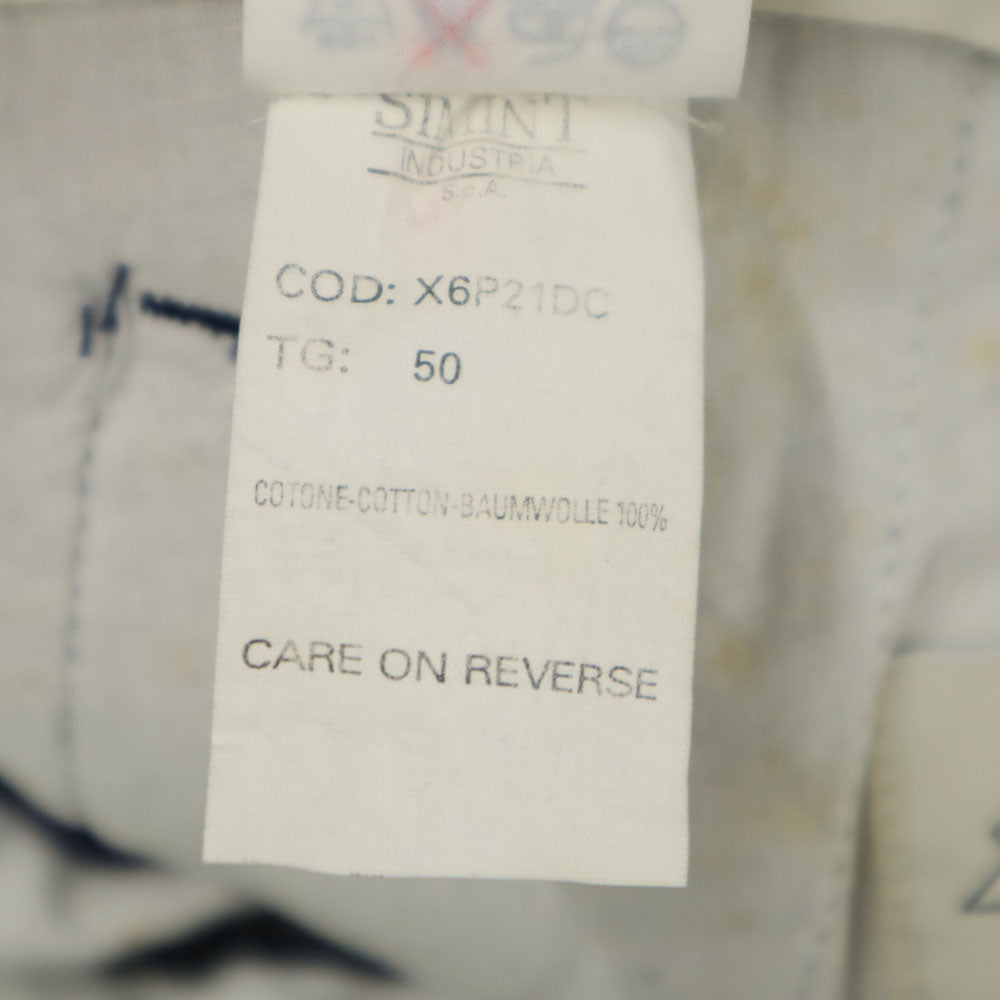 SIMINT
INDUSTRIA
S.p.A.
COD: X6P21DC
TG: 50
COTONE-COTTON-BAUMWOLLE 100%
CARE ON REVERSE